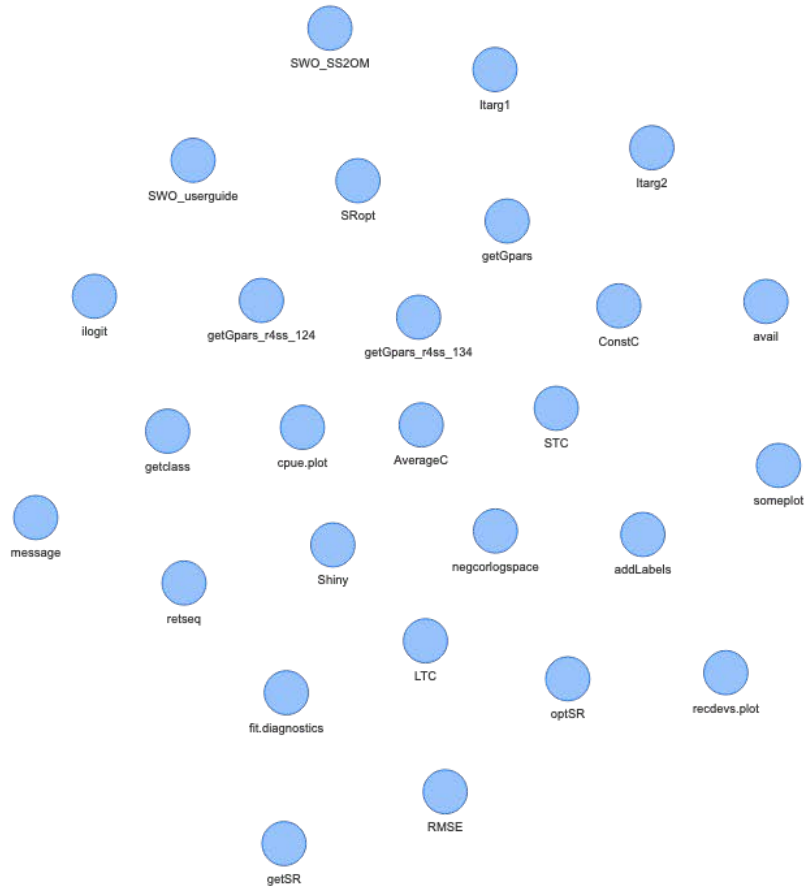 SWO_SS2OM
Itarg1
Itarg2
SWO_userguide
SRopt
getGpars
ilogit
getGpars_r4ss_124
getGpars_r4ss_134
ConstC
avail
getclass
cpue.plot
AverageC
STC
someplot
message
retseq
Shiny
negcorlogspace
addLabels
LTC
fit.diagnostics
optSR
recdevs.plot
RMSE
getSR